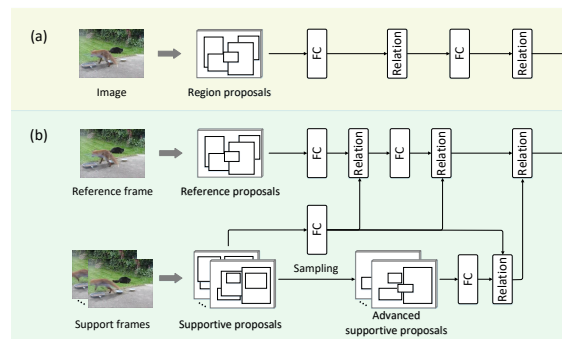 (a)
Image
Region proposals
FC
Relation
FC
Relation
(b)
Reference frame
Reference proposals
FC
Relation
FC
Relation
Relation
FC
Sampling
FC
Relation
Support frames
Supportive proposals
Advanced
supportive proposals